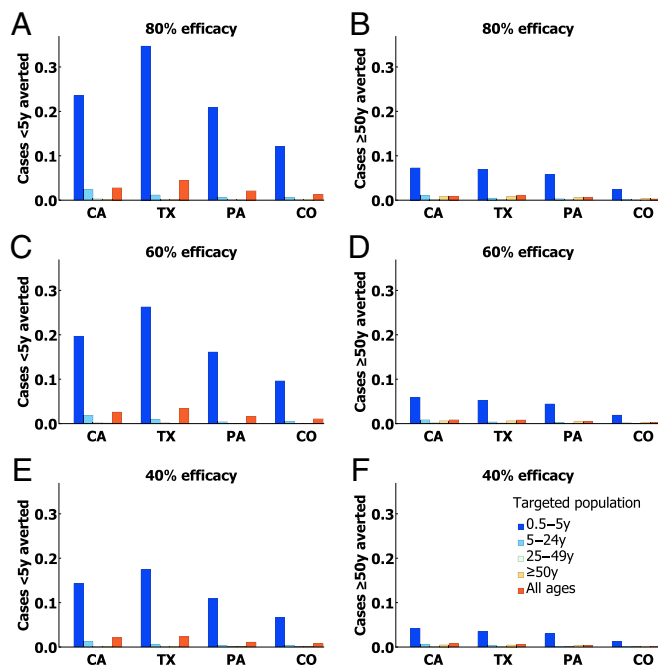 A
80% efficacy
Cases <5y averted
0.3
0.2
0.1
0.0
CA TX PA CO
B
80% efficacy
Cases ≥50y averted
0.3
0.2
0.1
0.0
CA TX PA CO
C
60% efficacy
Cases <5y averted
0.3
0.2
0.1
0.0
CA TX PA CO
D
60% efficacy
Cases ≥50y averted
0.3
0.2
0.1
0.0
CA TX PA CO
E
40% efficacy
Cases <5y averted
0.3
0.2
0.1
0.0
CA TX PA CO
F
40% efficacy
Cases ≥50y averted
0.3
0.2
0.1
0.0
CA TX PA CO
Targeted population
0.5–5y
5–24y
25–49y
≥50y
All ages